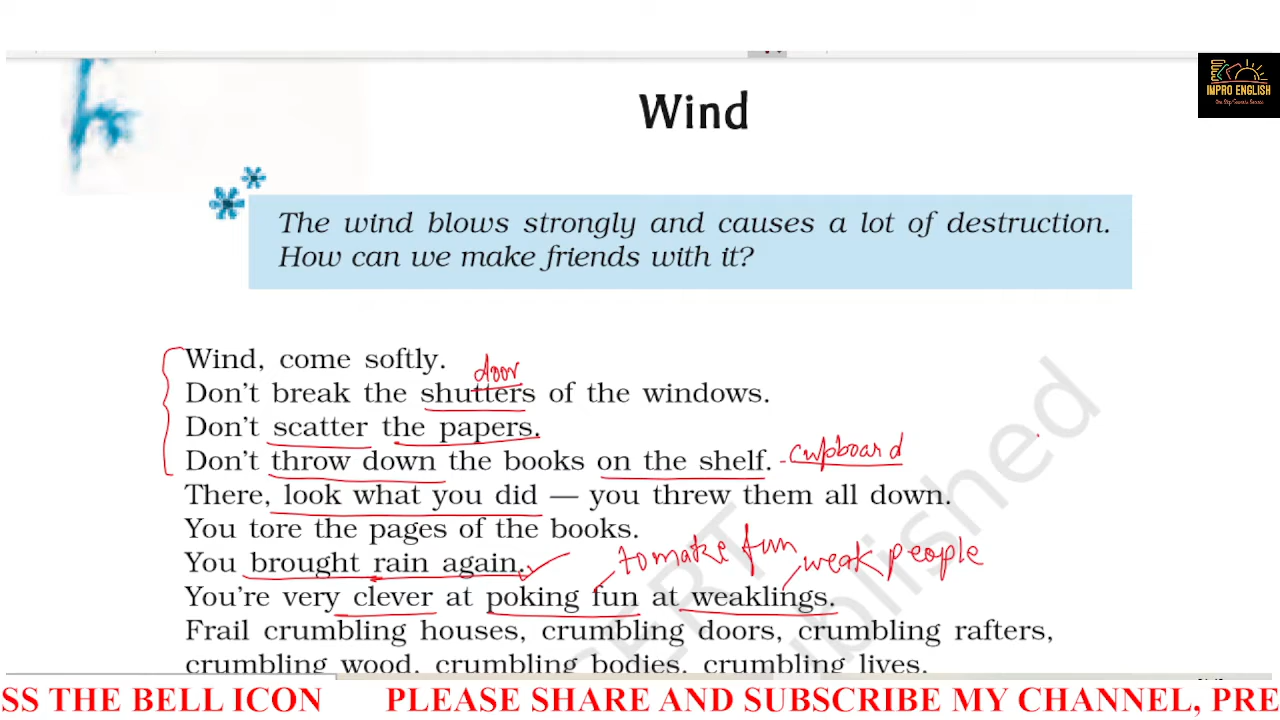 IMPRO ENGLISH
One Step Towards Success
Wind
The wind blows strongly and causes a lot of destruction.
How can we make friends with it?
Wind, come softly.
door
Don't break the shutters of the windows.
Don't scatter the papers.
cupboard
Don't throw down the books on the shelf.
There, look what you did — you threw them all down.
You tore the pages of the books.
to make fun weak people
You brought rain again.
You're very clever at poking fun at weaklings.
Frail crumbling houses, crumbling doors, crumbling rafters,
crumbling wood, crumbling bodies, crumbling lives.
SS THE BELL ICON PLEASE SHARE AND SUBSCRIBE MY CHANNEL, PRE